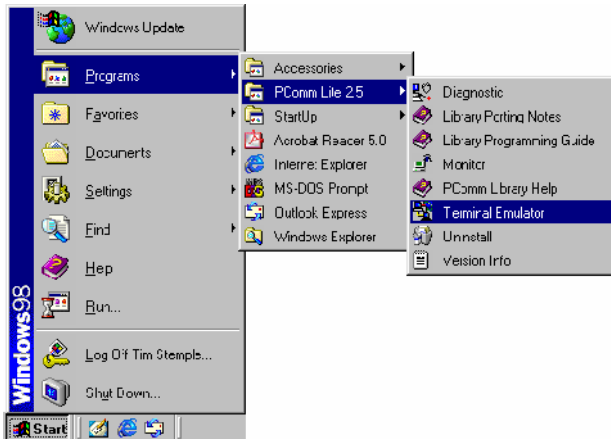 Windows Update
Programs
Favorites
Documents
Settings
Find
Help
Run...
Log Off Tim Stemple...
Shut Down...
Windows98
Start
Accessories
PComm Lite 2.5
StartUp
Acrobat Reader 5.0
Internet Explorer
MS-DOS Prompt
Outlook Express
Windows Explorer
Diagnostic
Library Porting Notes
Library Programming Guide
Monitor
PComm Library Help
Terminal Emulator
Uninstall
Version Info